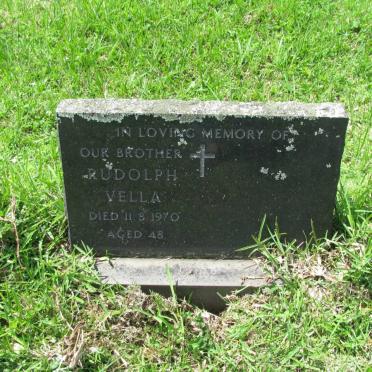 IN LOVING MEMORY OF
OUR BROTHER
RUDOLPH
VELLA
DIED 11.8.1970
AGED 48